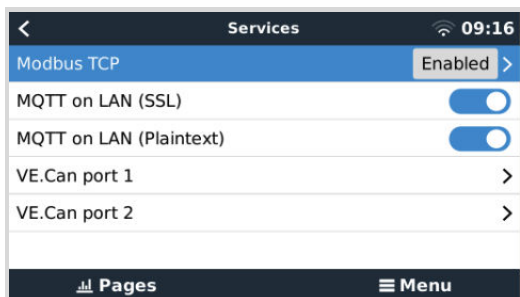 Services 09:16
Modbus TCP Enabled
MQTT on LAN (SSL)
MQTT on LAN (Plaintext)
VE.Can port 1
VE.Can port 2
Pages Menu